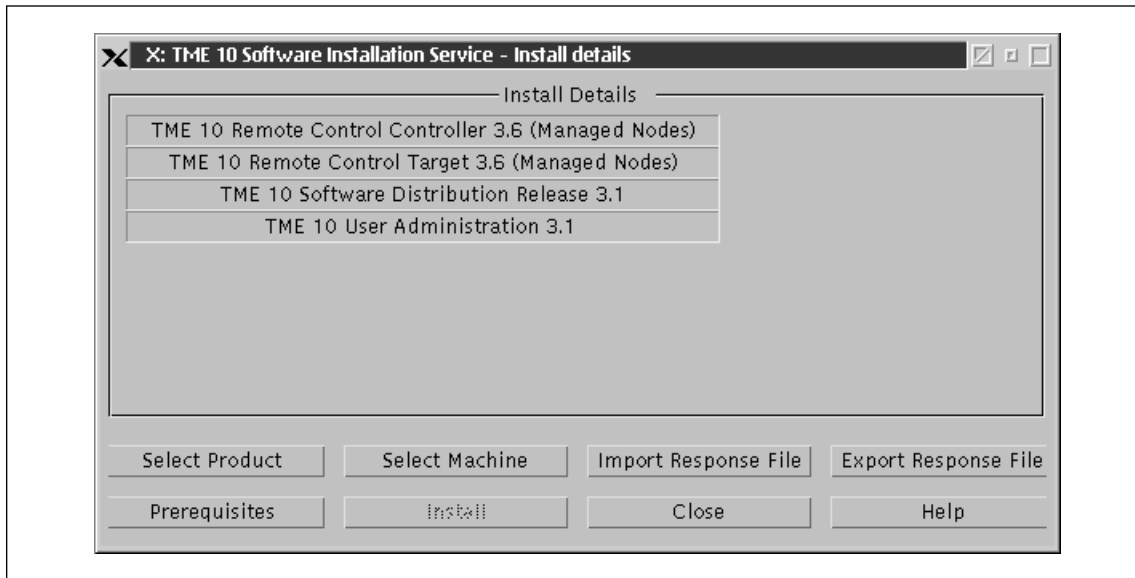 X: TME 10 Software Installation Service - Install details
Install Details
TME 10 Remote Control Controller 3.6 (Managed Nodes)
TME 10 Remote Control Target 3.6 (Managed Nodes)
TME 10 Software Distribution Release 3.1
TME 10 User Administration 3.1
Select Product
Select Machine
Import Response File
Export Response File
Prerequisites
Install
Close
Help